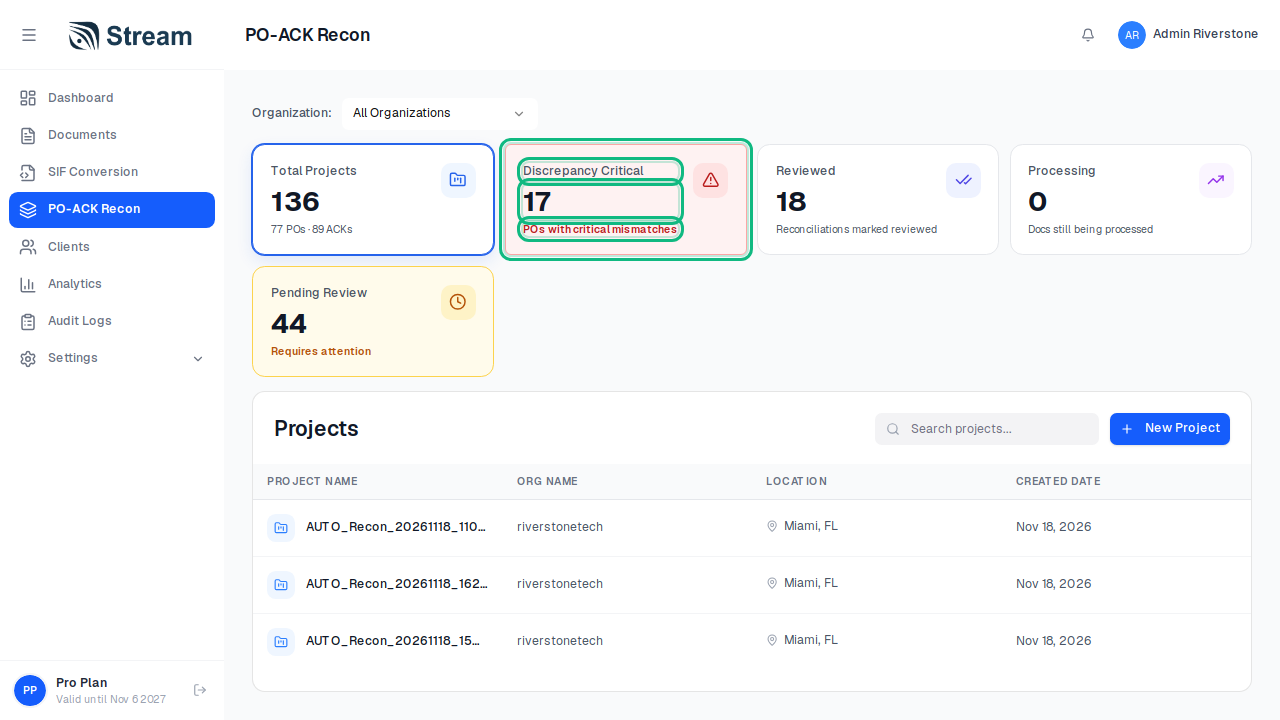 Stream
PO-ACK Recon
AR
Admin Riverstone
Dashboard
Documents
SIF Conversion
PO-ACK Recon
Clients
Analytics
Audit Logs
Settings
Organization:
All Organizations
Total Projects
136
77 POs · 89 ACKs
Discrepancy Critical
17
POs with critical mismatches
Reviewed
18
Reconciliations marked reviewed
Processing
0
Docs still being processed
Pending Review
44
Requires attention
Projects
Search projects...
New Project
PROJECT NAME
ORG NAME
LOCATION
CREATED DATE
AUTO_Recon_20261118_110...
riverstonetech
Miami, FL
Nov 18, 2026
AUTO_Recon_20261118_162...
riverstonetech
Miami, FL
Nov 18, 2026
AUTO_Recon_20261118_15...
riverstonetech
Miami, FL
Nov 18, 2026
PP
Pro Plan
Valid until Nov 6 2027